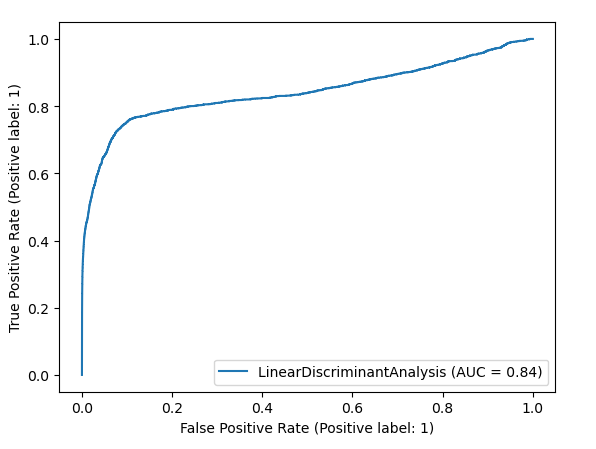 1.0
0.8
0.6
0.4
0.2
0.0
True Positive Rate (Positive label: 1)
LinearDiscriminantAnalysis (AUC = 0.84)
0.0 0.2 0.4 0.6 0.8 1.0
False Positive Rate (Positive label: 1)